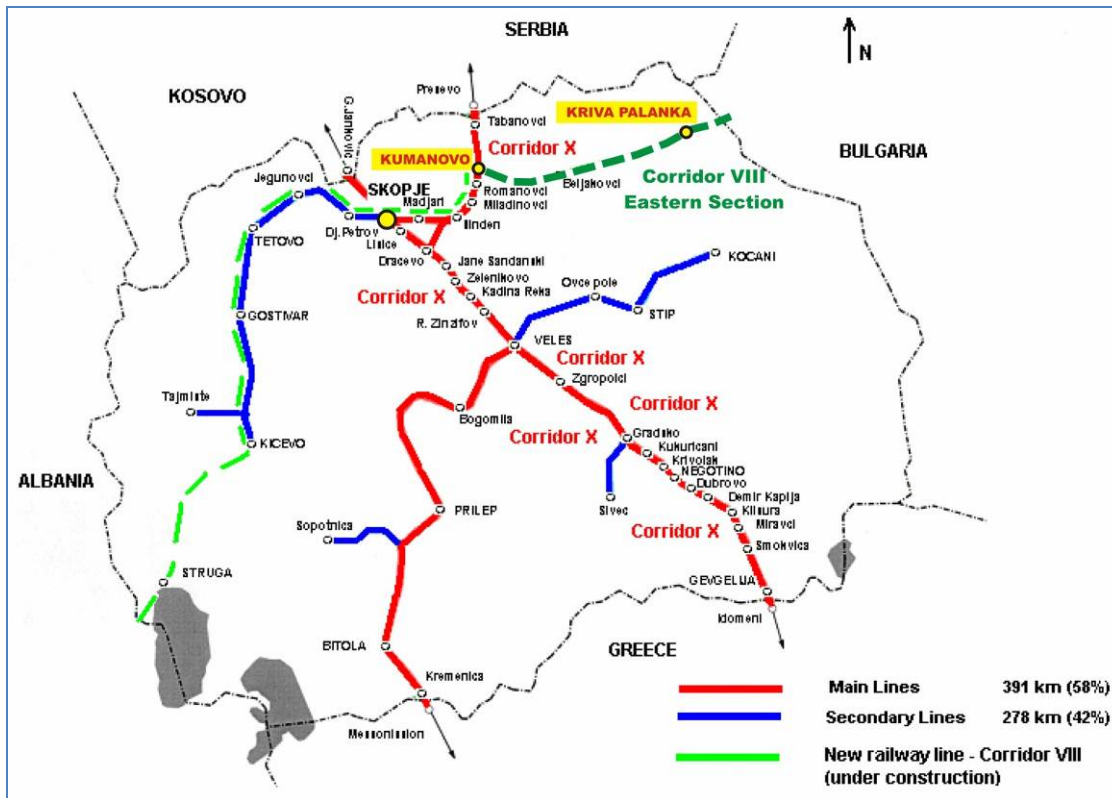 SERBIA
N
KOSOVO
Presevo
G.Jankovic
Tabanovci
KRIVA PALANKA
Corridor X
KUMANOVO
BULGARIA
Beljakovci
Corridor VIII
Eastern Section
Jegunovci
SKOPJE
Romanovci
Madjari
Miladinovci
Ilinden
TETOVO
Dj.Petrov
Lisice
Dracevo
Jane Sandanski
KOCANI
Zelenikovo
Ovce pole
Corridor X
Kadina Reka
GOSTIVAR
R. Zinzifov
STIP
VELES
Corridor X
Zgropolci
Tajmiste
Corridor X
Bogomila
Corridor X
Gradsko
KICEVO
Kukuricani
Krivolak
ALBANIA
NEGOTINO
Dubrovo
Sivec
Demir Kapija
PRILEP
Klisura
Sopotnica
Corridor X
Miravci
Smokvica
STRUGA
GEVGELIJA
Idomeni
BITOLA
GREECE
Kremenica
Main Lines 391 km (58%)
Secondary Lines 278 km (42%)
New railway line - Corridor VIII
(under construction)